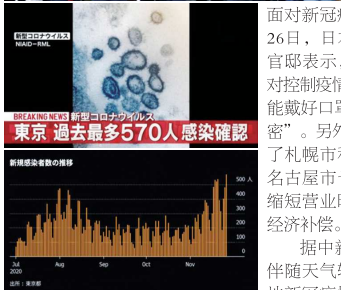 新型コロナウイルス
NIAID-RML
BREAKING NEWS 新型コロナウイルス
東京 過去最多570人感染確認
新規感染者数の推移
500 人
400
300
200
100
0
Jul Aug Sep Oct Nov
2020
出所：東京都
面对新冠
26日，日
官邸表示，
对控制疫情
能戴好口罩
密”。另外
了札幌市和
名古屋市
缩短营业时
经济补偿。
据中新
伴随天气转